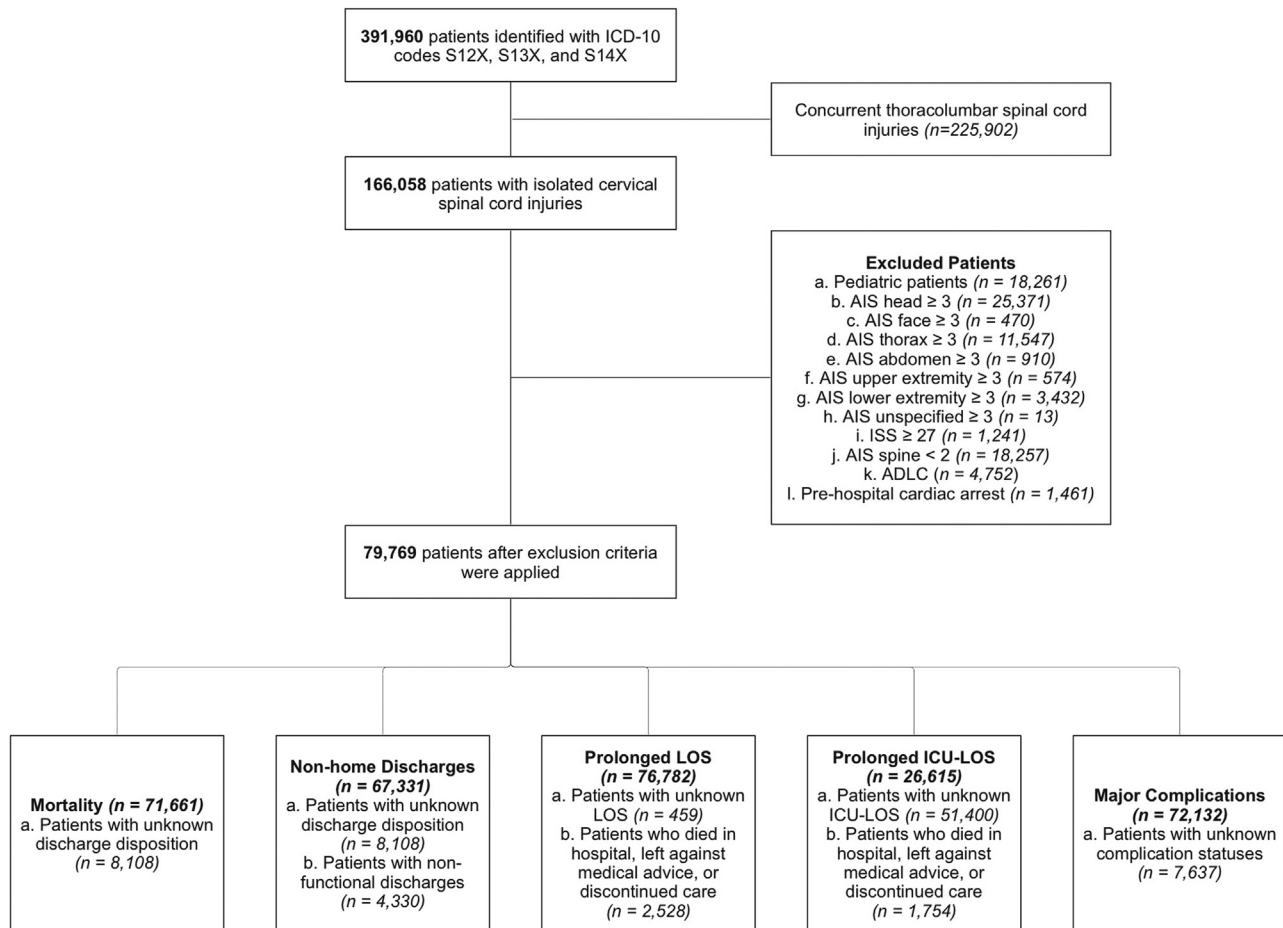 391,960 patients identified with ICD-10
codes S12X, S13X, and S14X
Concurrent thoracolumbar spinal cord
injuries (n=225,902)
166,058 patients with isolated cervical
spinal cord injuries
Excluded Patients
a. Pediatric patients (n = 18,261)
b. AIS head ≥ 3 (n = 25,371)
c. AIS face ≥ 3 (n = 470)
d. AIS thorax ≥ 3 (n = 11,547)
e. AIS abdomen ≥ 3 (n = 910)
f. AIS upper extremity ≥ 3 (n = 574)
g. AIS lower extremity ≥ 3 (n = 3,432)
h. AIS unspecified ≥ 3 (n = 13)
i. ISS ≥ 27 (n = 1,241)
j. AIS spine < 2 (n = 18,257)
k. ADLC (n = 4,752)
l. Pre-hospital cardiac arrest (n = 1,461)
79,769 patients after exclusion criteria
were applied
Mortality (n = 71,661)
a. Patients with unknown
discharge disposition
(n = 8,108)
Non-home Discharges
(n = 67,331)
a. Patients with unknown
discharge disposition
(n = 8,108)
b. Patients with non-
functional discharges
(n = 4,330)
Prolonged LOS
(n = 76,782)
a. Patients with unknown
LOS (n = 459)
b. Patients who died in
hospital, left against
medical advice, or
discontinued care
(n = 2,528)
Prolonged ICU-LOS
(n = 26,615)
a. Patients with unknown
ICU-LOS (n = 51,400)
b. Patients who died in
hospital, left against
medical advice, or
discontinued care
(n = 1,754)
Major Complications
(n = 72,132)
a. Patients with unknown
complication statuses
(n = 7,637)